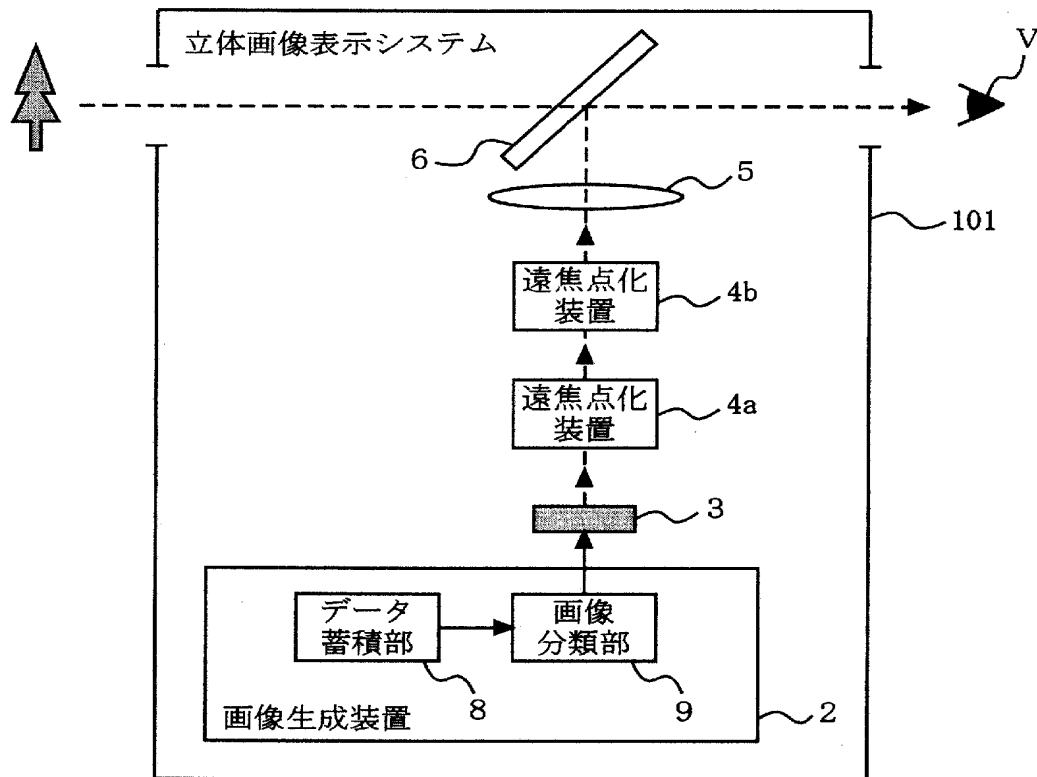 立体画像表示システム
V
6
5
101
遠焦点化
装置
4b
遠焦点化
装置
4a
3
データ
蓄積部
画像
分類部
8
9
画像生成装置
2